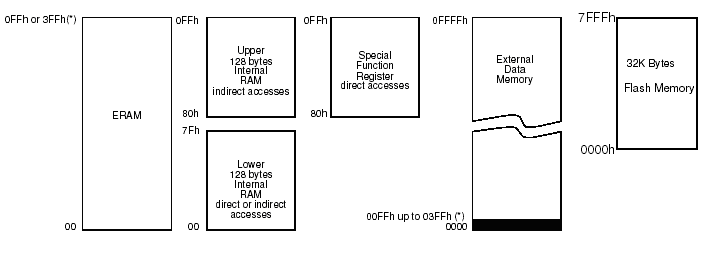 0FFh or 3FFh(*)
ERAM
00
0FFh
Upper
128 bytes
Internal
RAM
indirect accesses
80h
7Fh
Lower
128 bytes
Internal
RAM
direct or indirect
accesses
00
0FFh
Special
Function
Register
direct accesses
80h
0FFFFh
External
Data
Memory
00FFh up to 03FFh (*)
0000
7FFFh
32K Bytes
Flash Memory
0000h